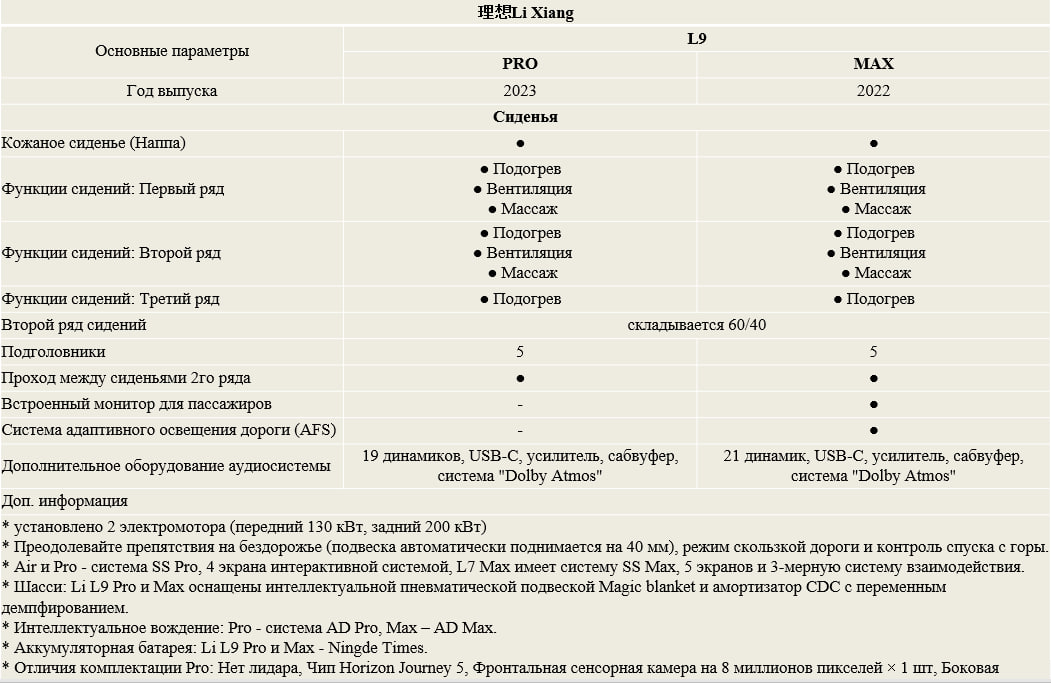 理想Li Xiang
Основные параметры
L9
PRO
MAX
Год выпуска
2023
2022
Сиденья
Кожаное сиденье (Наппа)
●
●
Функции сидений: Первый ряд
● Подогрев
● Вентиляция
● Массаж
● Подогрев
● Вентиляция
● Массаж
Функции сидений: Второй ряд
● Подогрев
● Вентиляция
● Массаж
● Подогрев
● Вентиляция
● Массаж
Функции сидений: Третий ряд
● Подогрев
● Подогрев
Второй ряд сидений
складывается 60/40
Подголовники
5
5
Проход между сиденьями 2го ряда
●
●
Встроенный монитор для пассажиров
-
●
Система адаптивного освещения дороги (AFS)
-
●
Дополнительное оборудование аудиосистемы
19 динамиков, USB-C, усилитель, сабвуфер,
система "Dolby Atmos"
21 динамик, USB-C, усилитель, сабвуфер,
система "Dolby Atmos"
Доп. информация
* установлено 2 электромотора (передний 130 кВт, задний 200 кВт)
* Преодолевайте препятствия на бездорожье (подвеска автоматически поднимается на 40 мм), режим скользкой дороги и контроль спуска с горы.
* Air и Pro - система SS Pro, 4 экрана интерактивной системой, L7 Max имеет систему SS Max, 5 экранов и 3-мерную систему взаимодействия.
* Шасси: Li L9 Pro и Max оснащены интеллектуальной пневматической подвеской Magic blanket и амортизатор CDC с переменным
демпфированием.
* Интеллектуальное вождение: Pro - система AD Pro, Max – AD Max.
* Аккумуляторная батарея: Li L9 Pro и Max - Ningde Times.
* Отличия комплектации Pro: Нет лидара, Чип Horizon Journey 5, Фронтальная сенсорная камера на 8 миллионов пикселей × 1 шт, Боковая